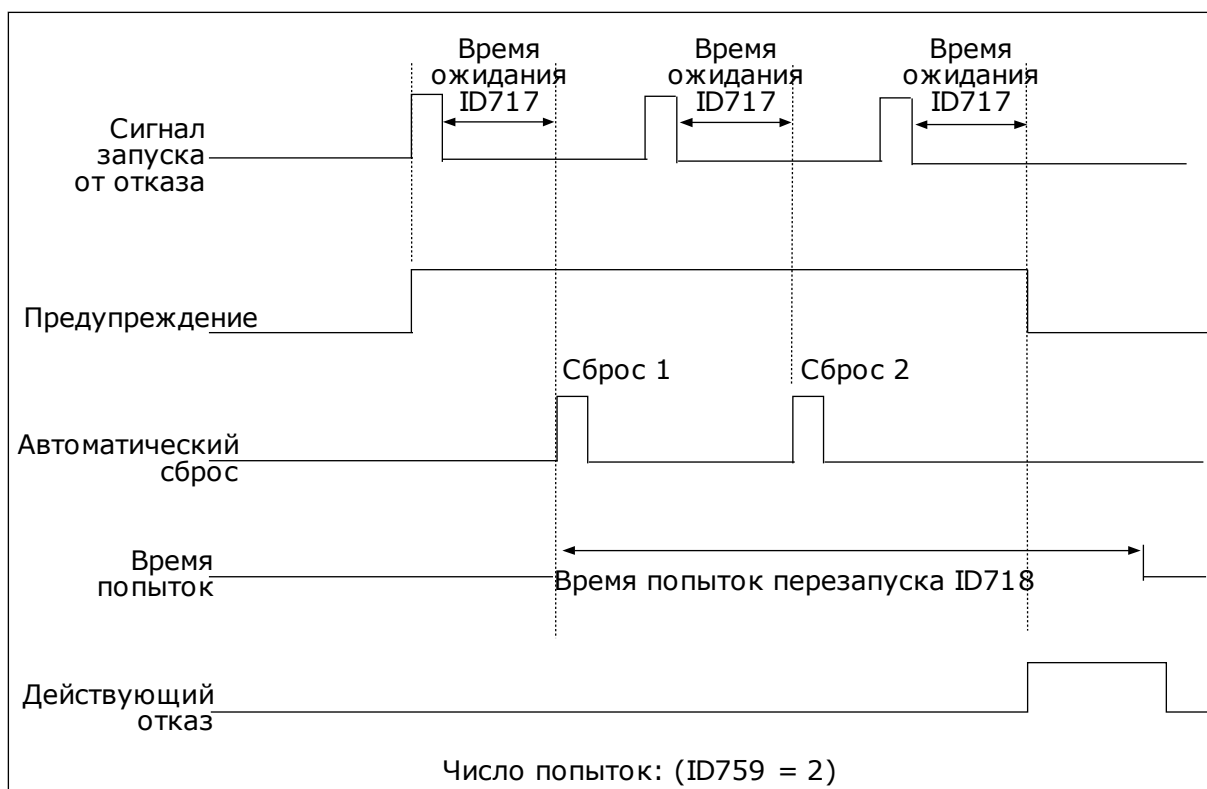 Время
ожидания
ID717
Время
ожидания
ID717
Время
ожидания
ID717
Сигнал
запуска
от отказа
Предупреждение
Сброс 1
Сброс 2
Автоматический
сброс
Время
попыток
Время попыток перезапуска ID718
Действующий
отказ
Число попыток: (ID759 = 2)